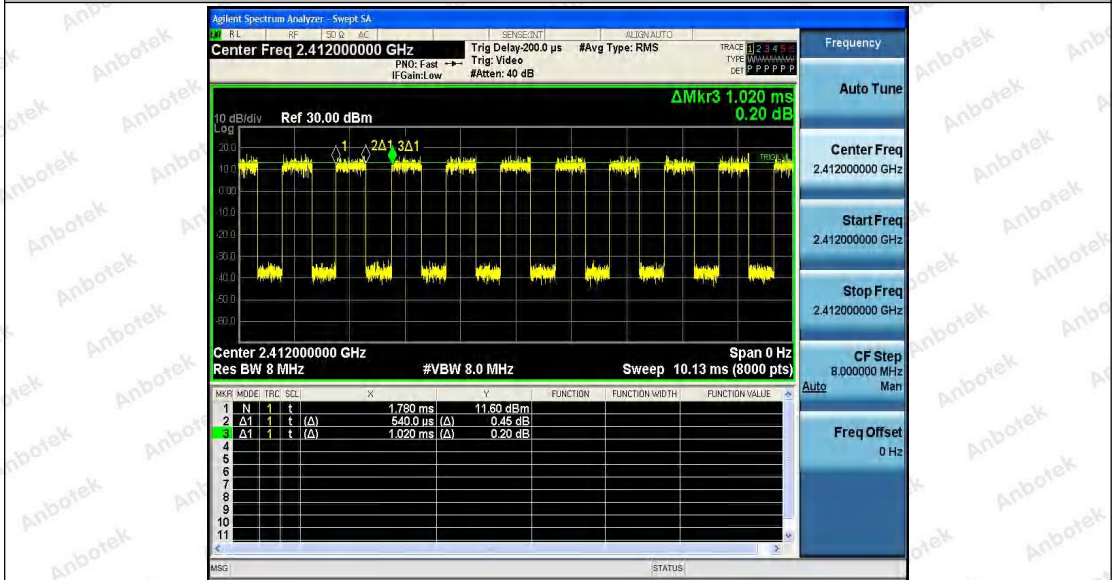 Agilent Spectrum Analyzer - Swept SA
RL RF 50 Ω AC SENSE:INT ALIGNAUTO
Center Freq 2.412000000 GHz
PNO: Fast
IFGain:Low
Trig Delay-200.0 µs
Trig: Video
#Atten: 40 dB
#Avg Type: RMS
TRACE 1 2 3 4 5 6
TYPE
DET P P P P P P
ΔMkr3 1.020 ms
0.20 dB
10 dB/div Ref 30.00 dBm
Log
20.0
10.0
0.00
-10.0
-20.0
-30.0
-40.0
-50.0
-60.0
1 2Δ1 3Δ1
TRIG LVL
Center 2.412000000 GHz Span 0 Hz
Res BW 8 MHz #VBW 8.0 MHz Sweep 10.13 ms (8000 pts)
MKR MODE TRC SCL X Y FUNCTION FUNCTION WIDTH FUNCTION VALUE
1 N 1 t 1.780 ms 11.60 dBm
2 Δ1 1 t (Δ) 540.0 µs (Δ) 0.45 dB
3 Δ1 1 t (Δ) 1.020 ms (Δ) 0.20 dB
4
5
6
7
8
9
10
11
MSG STATUS
Frequency
Auto Tune
Center Freq
2.412000000 GHz
Start Freq
2.412000000 GHz
Stop Freq
2.412000000 GHz
CF Step
8.000000 MHz
Auto Man
Freq Offset
0 Hz
Anbotek